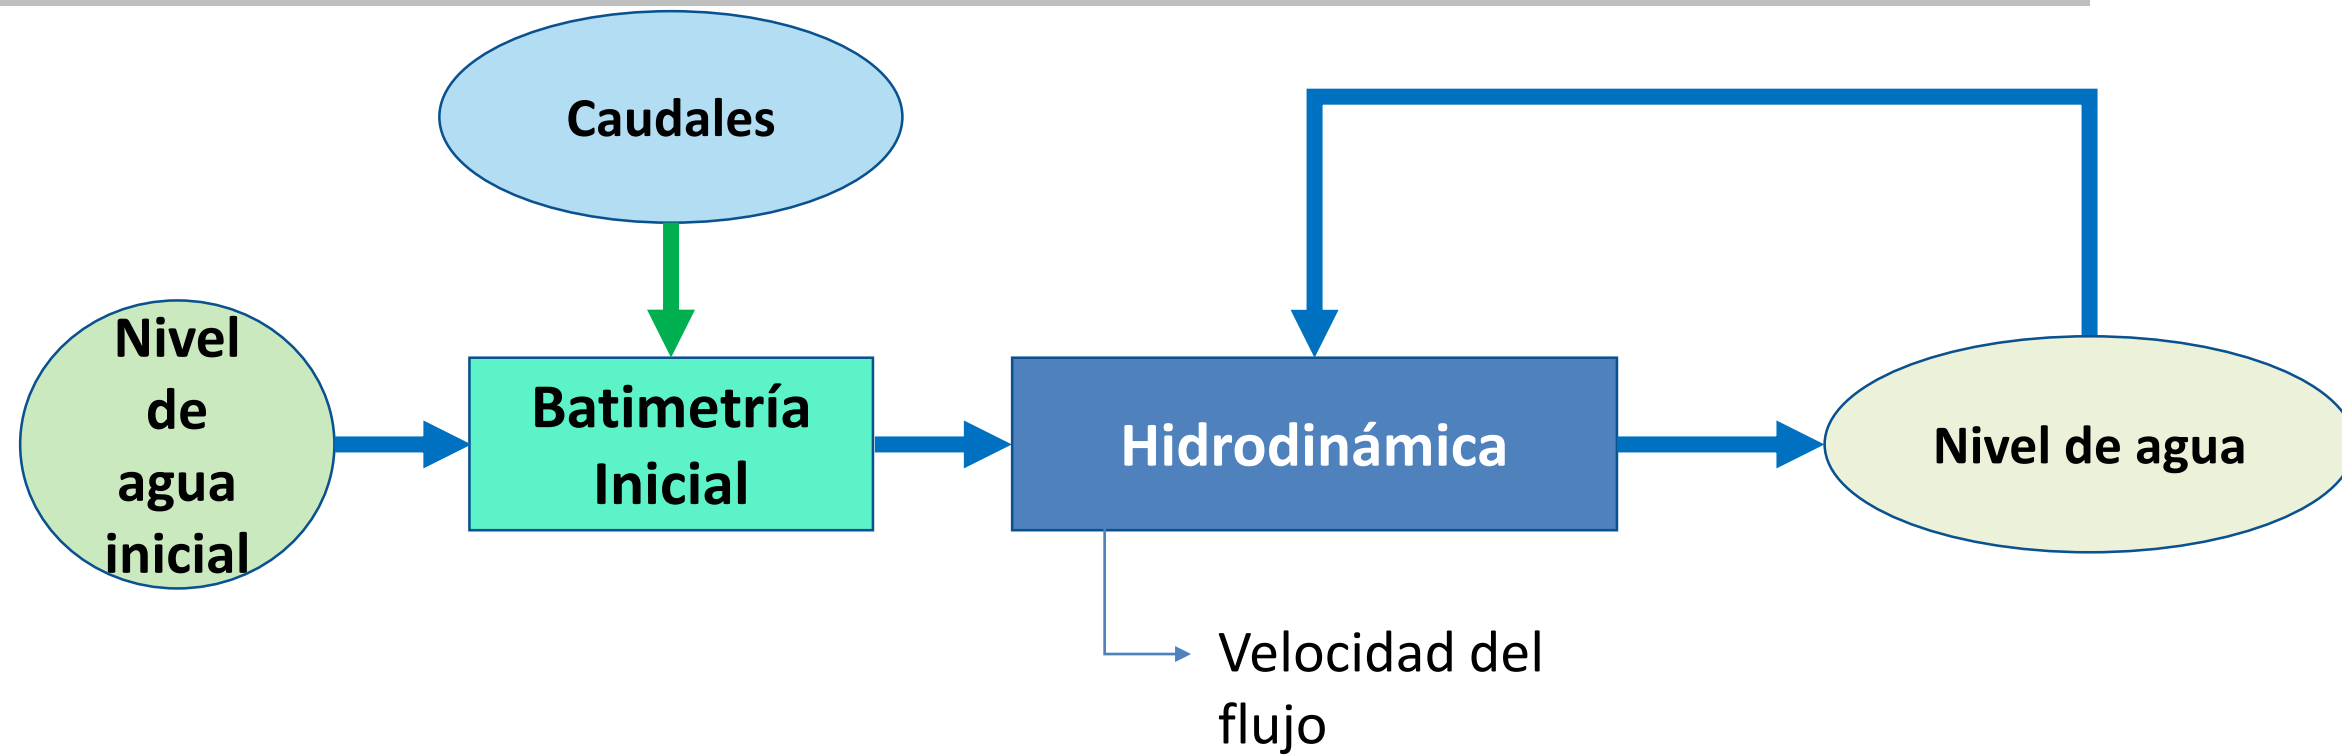 Caudales
Nivel
de
agua
inicial
Batimetría
Inicial
Hidrodinámica
Nivel de agua
Velocidad del
flujo